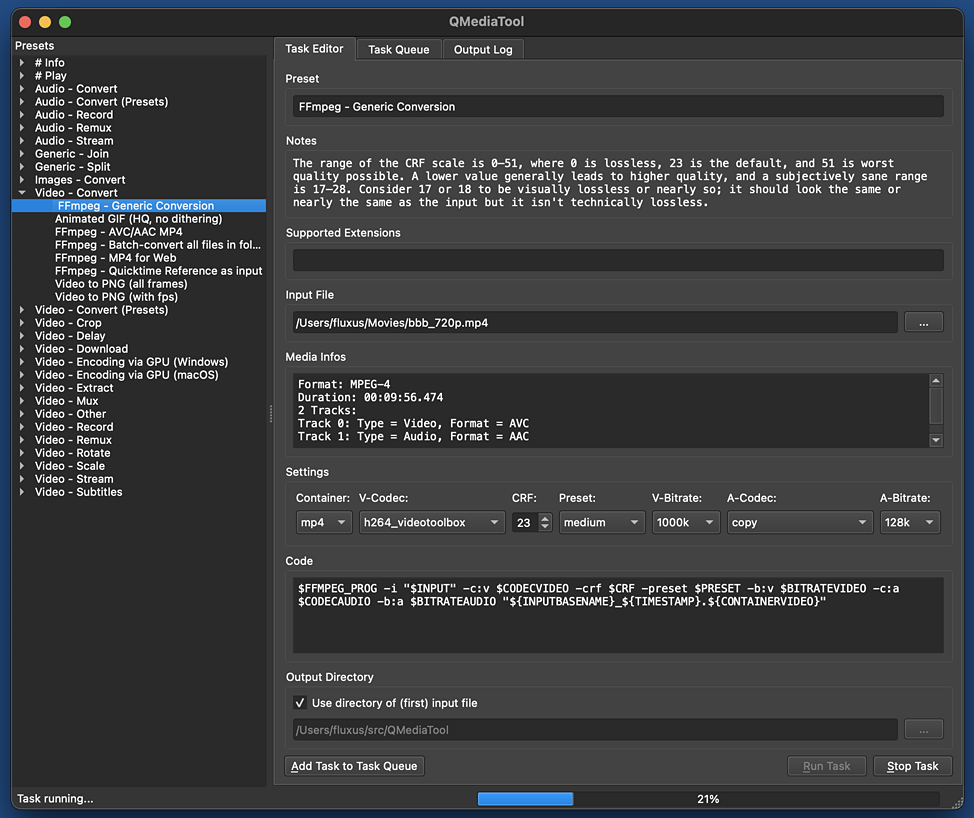 QMediaTool
Presets
# Info
# Play
Audio - Convert
Audio - Convert (Presets)
Audio - Record
Audio - Remux
Audio - Stream
Generic - Join
Generic - Split
Images - Convert
Video - Convert
FFmpeg - Generic Conversion
Animated GIF (HQ, no dithering)
FFmpeg - AVC/AAC MP4
FFmpeg - Batch-convert all files in fol...
FFmpeg - MP4 for Web
FFmpeg - Quicktime Reference as input
Video to PNG (all frames)
Video to PNG (with fps)
Video - Convert (Presets)
Video - Crop
Video - Delay
Video - Download
Video - Encoding via GPU (Windows)
Video - Encoding via GPU (macOS)
Video - Extract
Video - Mux
Video - Other
Video - Record
Video - Remux
Video - Rotate
Video - Scale
Video - Stream
Video - Subtitles
Task Editor Task Queue Output Log
Preset
FFmpeg - Generic Conversion
Notes
The range of the CRF scale is 0–51, where 0 is lossless, 23 is the default, and 51 is worst
quality possible. A lower value generally leads to higher quality, and a subjectively sane range
is 17–28. Consider 17 or 18 to be visually lossless or nearly so; it should look the same or
nearly the same as the input but it isn't technically lossless.
Supported Extensions
Input File
/Users/fluxus/Movies/bbb_720p.mp4 ...
Media Infos
Format: MPEG-4
Duration: 00:09:56.474
2 Tracks:
Track 0: Type = Video, Format = AVC
Track 1: Type = Audio, Format = AAC
Settings
Container: V-Codec: CRF: Preset: V-Bitrate: A-Codec: A-Bitrate:
mp4 h264_videotoolbox 23 medium 1000k copy 128k
Code
$FFMPEG_PROG -i "$INPUT" -c:v $CODECVIDEO -crf $CRF -preset $PRESET -b:v $BITRATEVIDEO -c:a
$CODECAUDIO -b:a $BITRATEAUDIO "${INPUTBASENAME}_${TIMESTAMP}.${CONTAINERVIDEO}"
Output Directory
Use directory of (first) input file
/Users/fluxus/src/QMediaTool ...
Add Task to Task Queue Run Task Stop Task
Task running... 21%